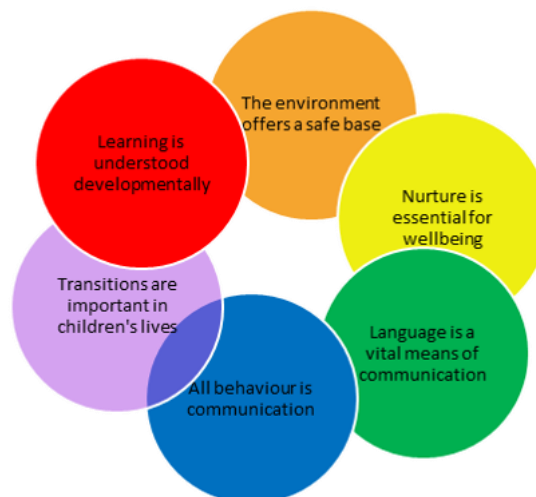 Learning is
understood
developmentally
The environment
offers a safe base
Nurture is
essential for
wellbeing
Language is a
vital means of
communication
All behaviour is
communication
Transitions are
important in
children's lives